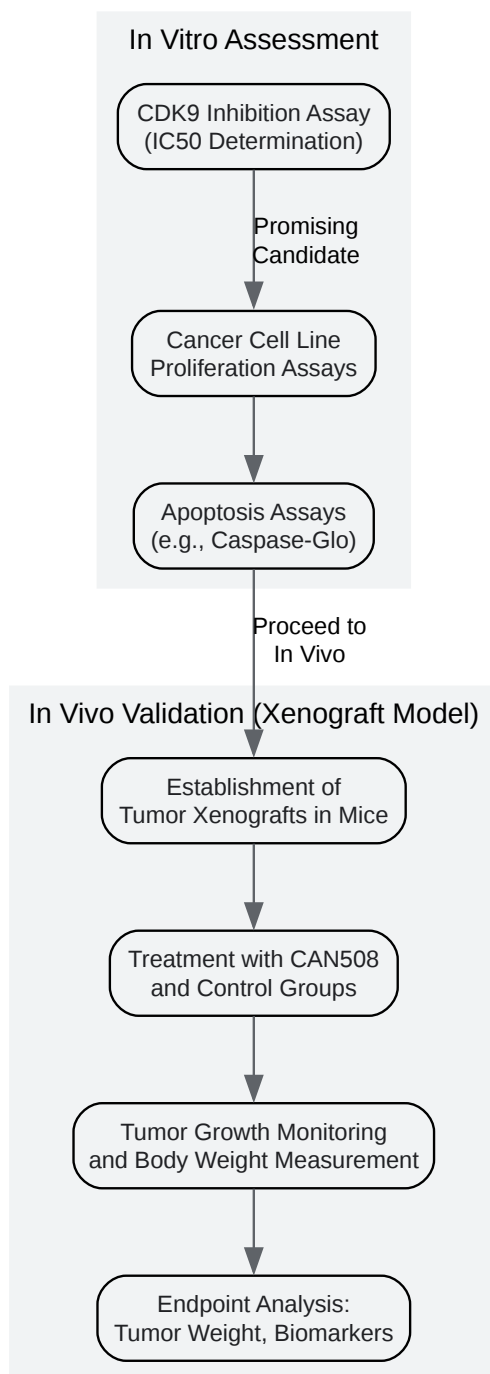 In Vitro Assessment
CDK9 Inhibition Assay
(IC50 Determination)
Promising
Candidate
Cancer Cell Line
Proliferation Assays
Apoptosis Assays
(e.g., Caspase-Glo)
Proceed to
In Vivo
In Vivo Validation (Xenograft Model)
Establishment of
Tumor Xenografts in Mice
Treatment with CAN508
and Control Groups
Tumor Growth Monitoring
and Body Weight Measurement
Endpoint Analysis:
Tumor Weight, Biomarkers